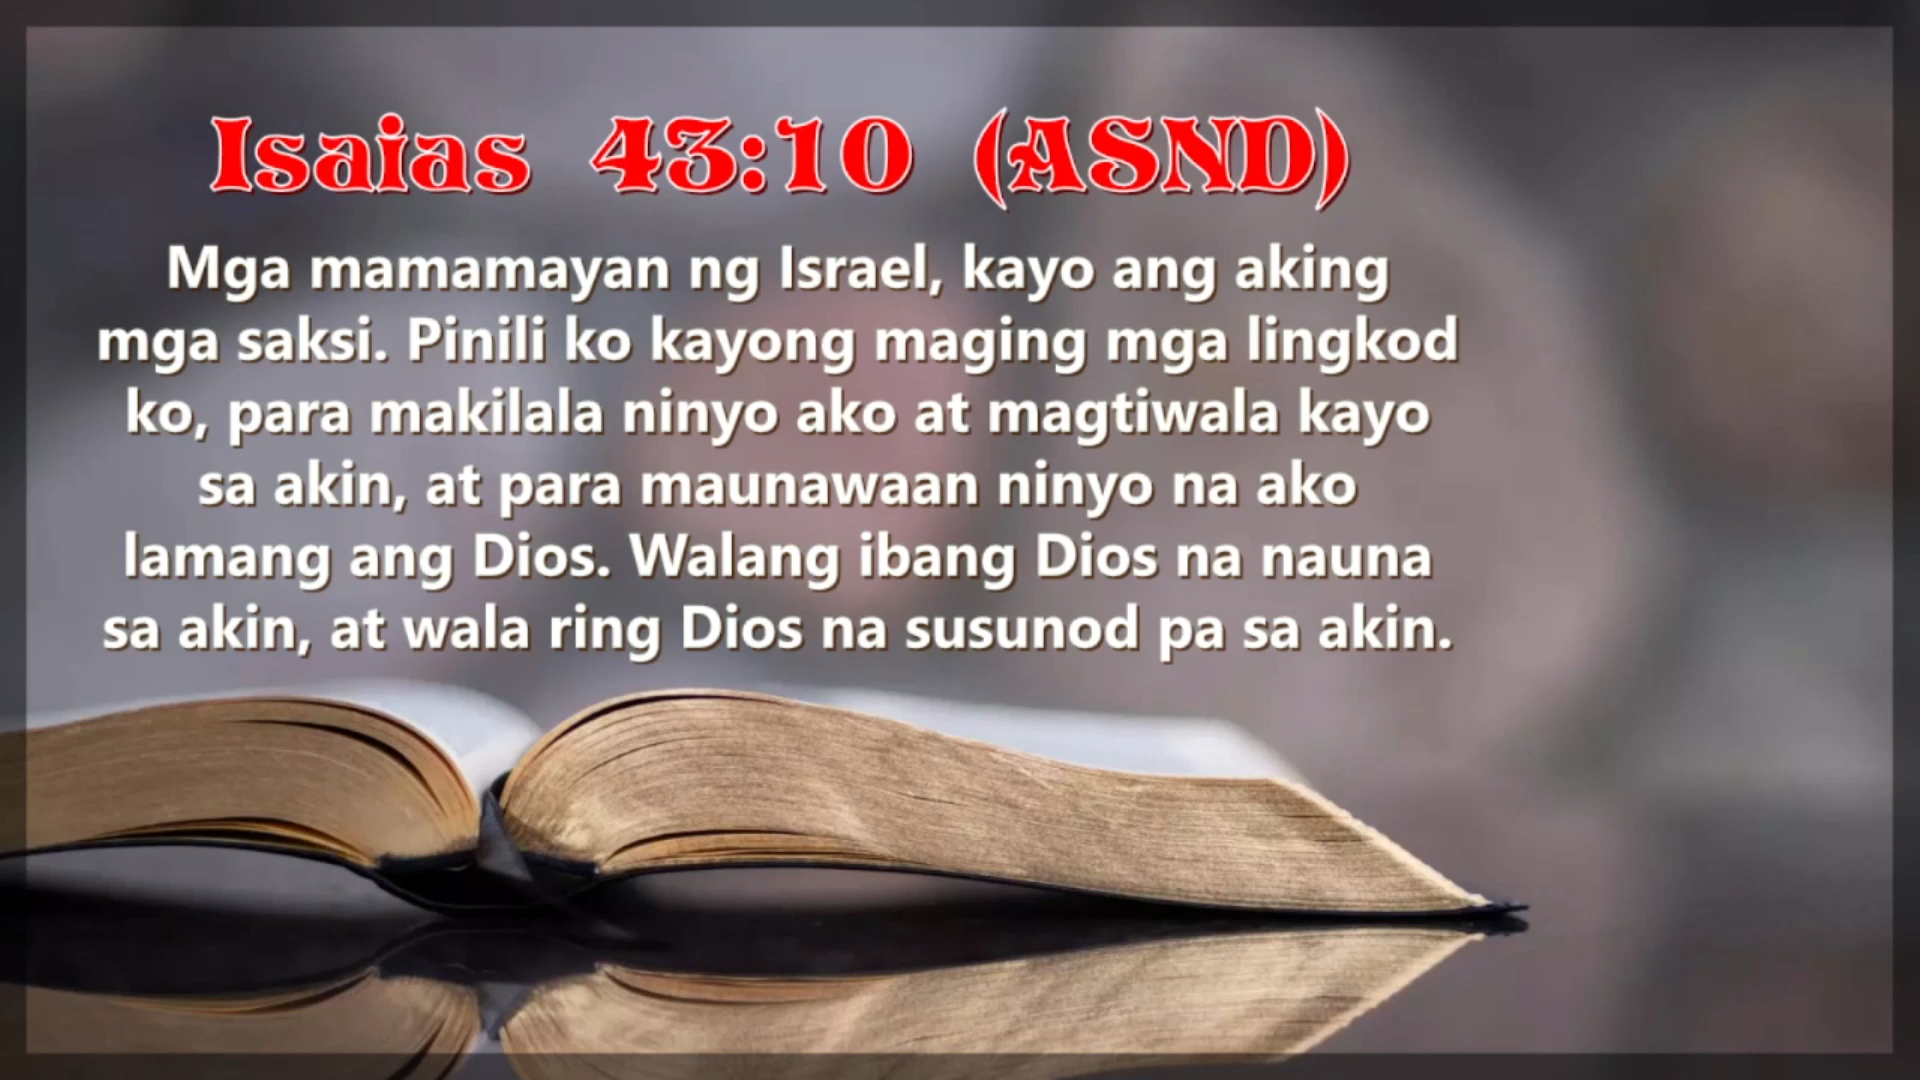 Isaias 43:10 (ASND)
Mga mamamayan ng Israel, kayo ang aking
mga saksi. Pinili ko kayong maging mga lingkod
ko, para makilala ninyo ako at magtiwala kayo
sa akin, at para maunawaan ninyo na ako
lamang ang Dios. Walang ibang Dios na nauna
sa akin, at wala ring Dios na susunod pa sa akin.